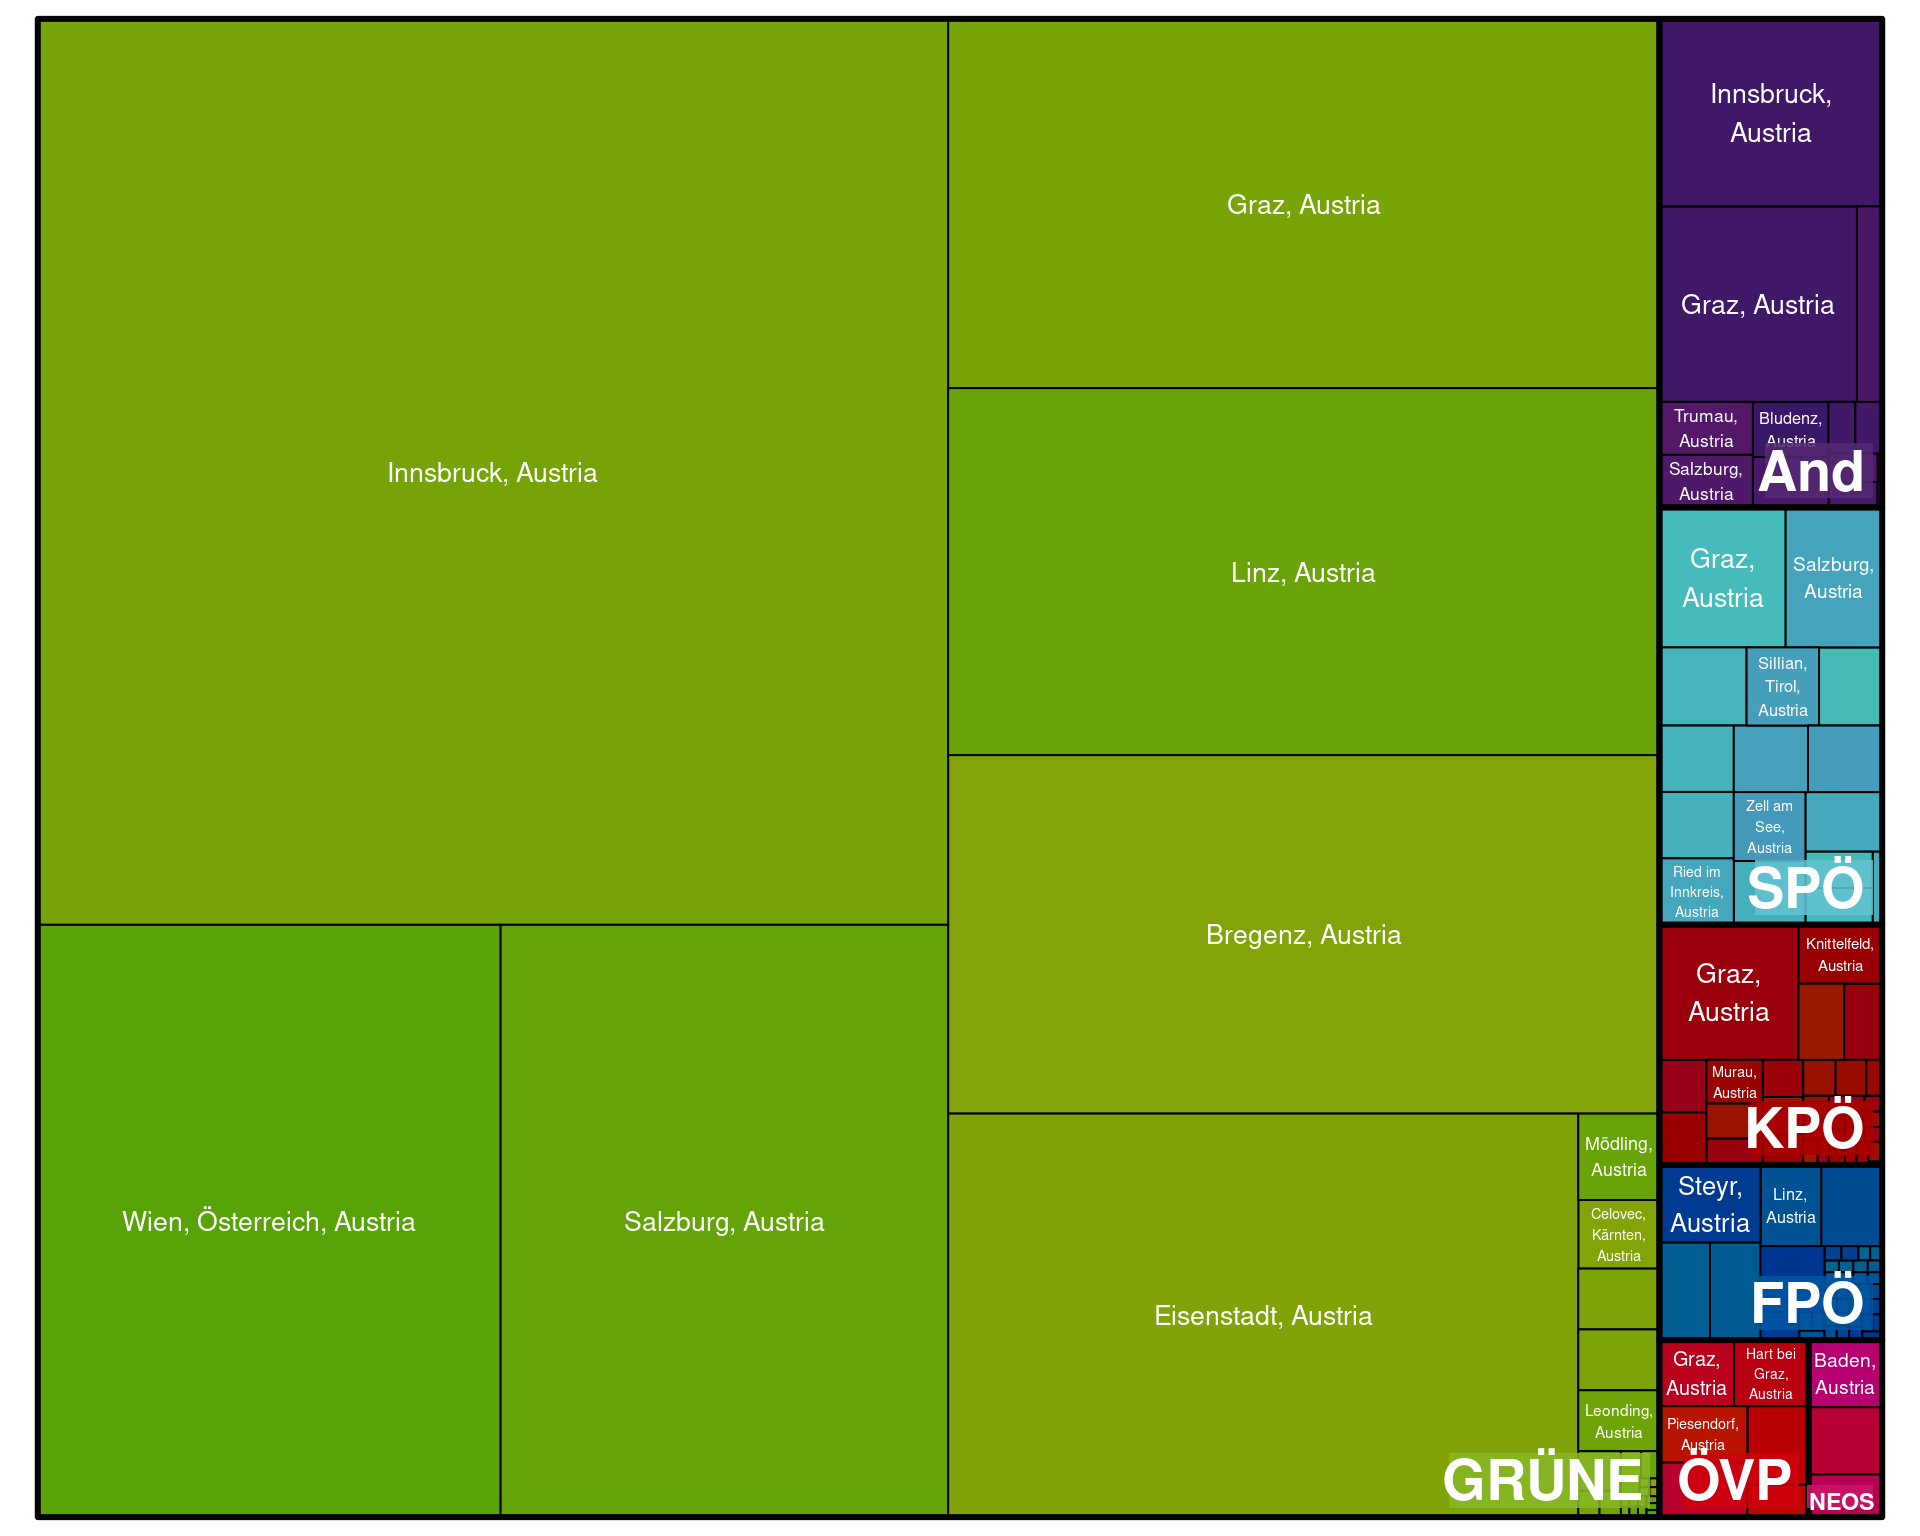 Innsbruck, Austria
Graz, Austria
Linz, Austria
Bregenz, Austria
Wien, Österreich, Austria
Salzburg, Austria
Eisenstadt, Austria
Mödling,
Austria
Celovec,
Kärnten,
Austria
Leonding,
Austria
GRÜNE
Innsbruck,
Austria
Graz, Austria
Trumau,
Austria
Bludenz,
Austria
Salzburg,
Austria
And
Graz,
Austria
Salzburg,
Austria
Sillian,
Tirol,
Austria
Zell am
See,
Austria
Ried im
Innkreis,
Austria
SPÖ
Graz,
Austria
Knittelfeld,
Austria
Murau,
Austria
KPÖ
Steyr,
Austria
Linz,
Austria
FPÖ
Graz,
Austria
Hart bei
Graz,
Austria
Piesendorf,
Austria
ÖVP
Baden,
Austria
NEOS